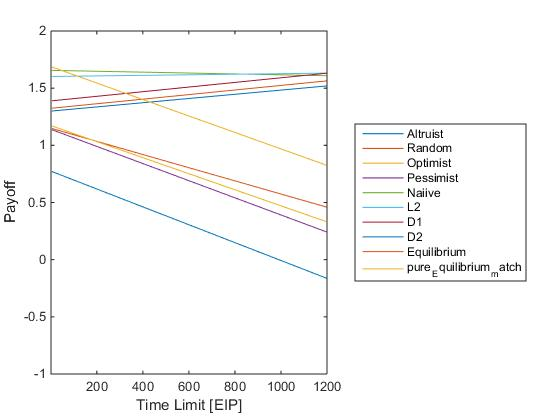 2
1.5
1
0.5
0
-0.5
-1
Payoff
200 400 600 800 1000 1200
Time Limit [EIP]
Altruist
Random
Optimist
Pessimist
Naiive
L2
D1
D2
Equilibrium
pure_Equilibrium_match